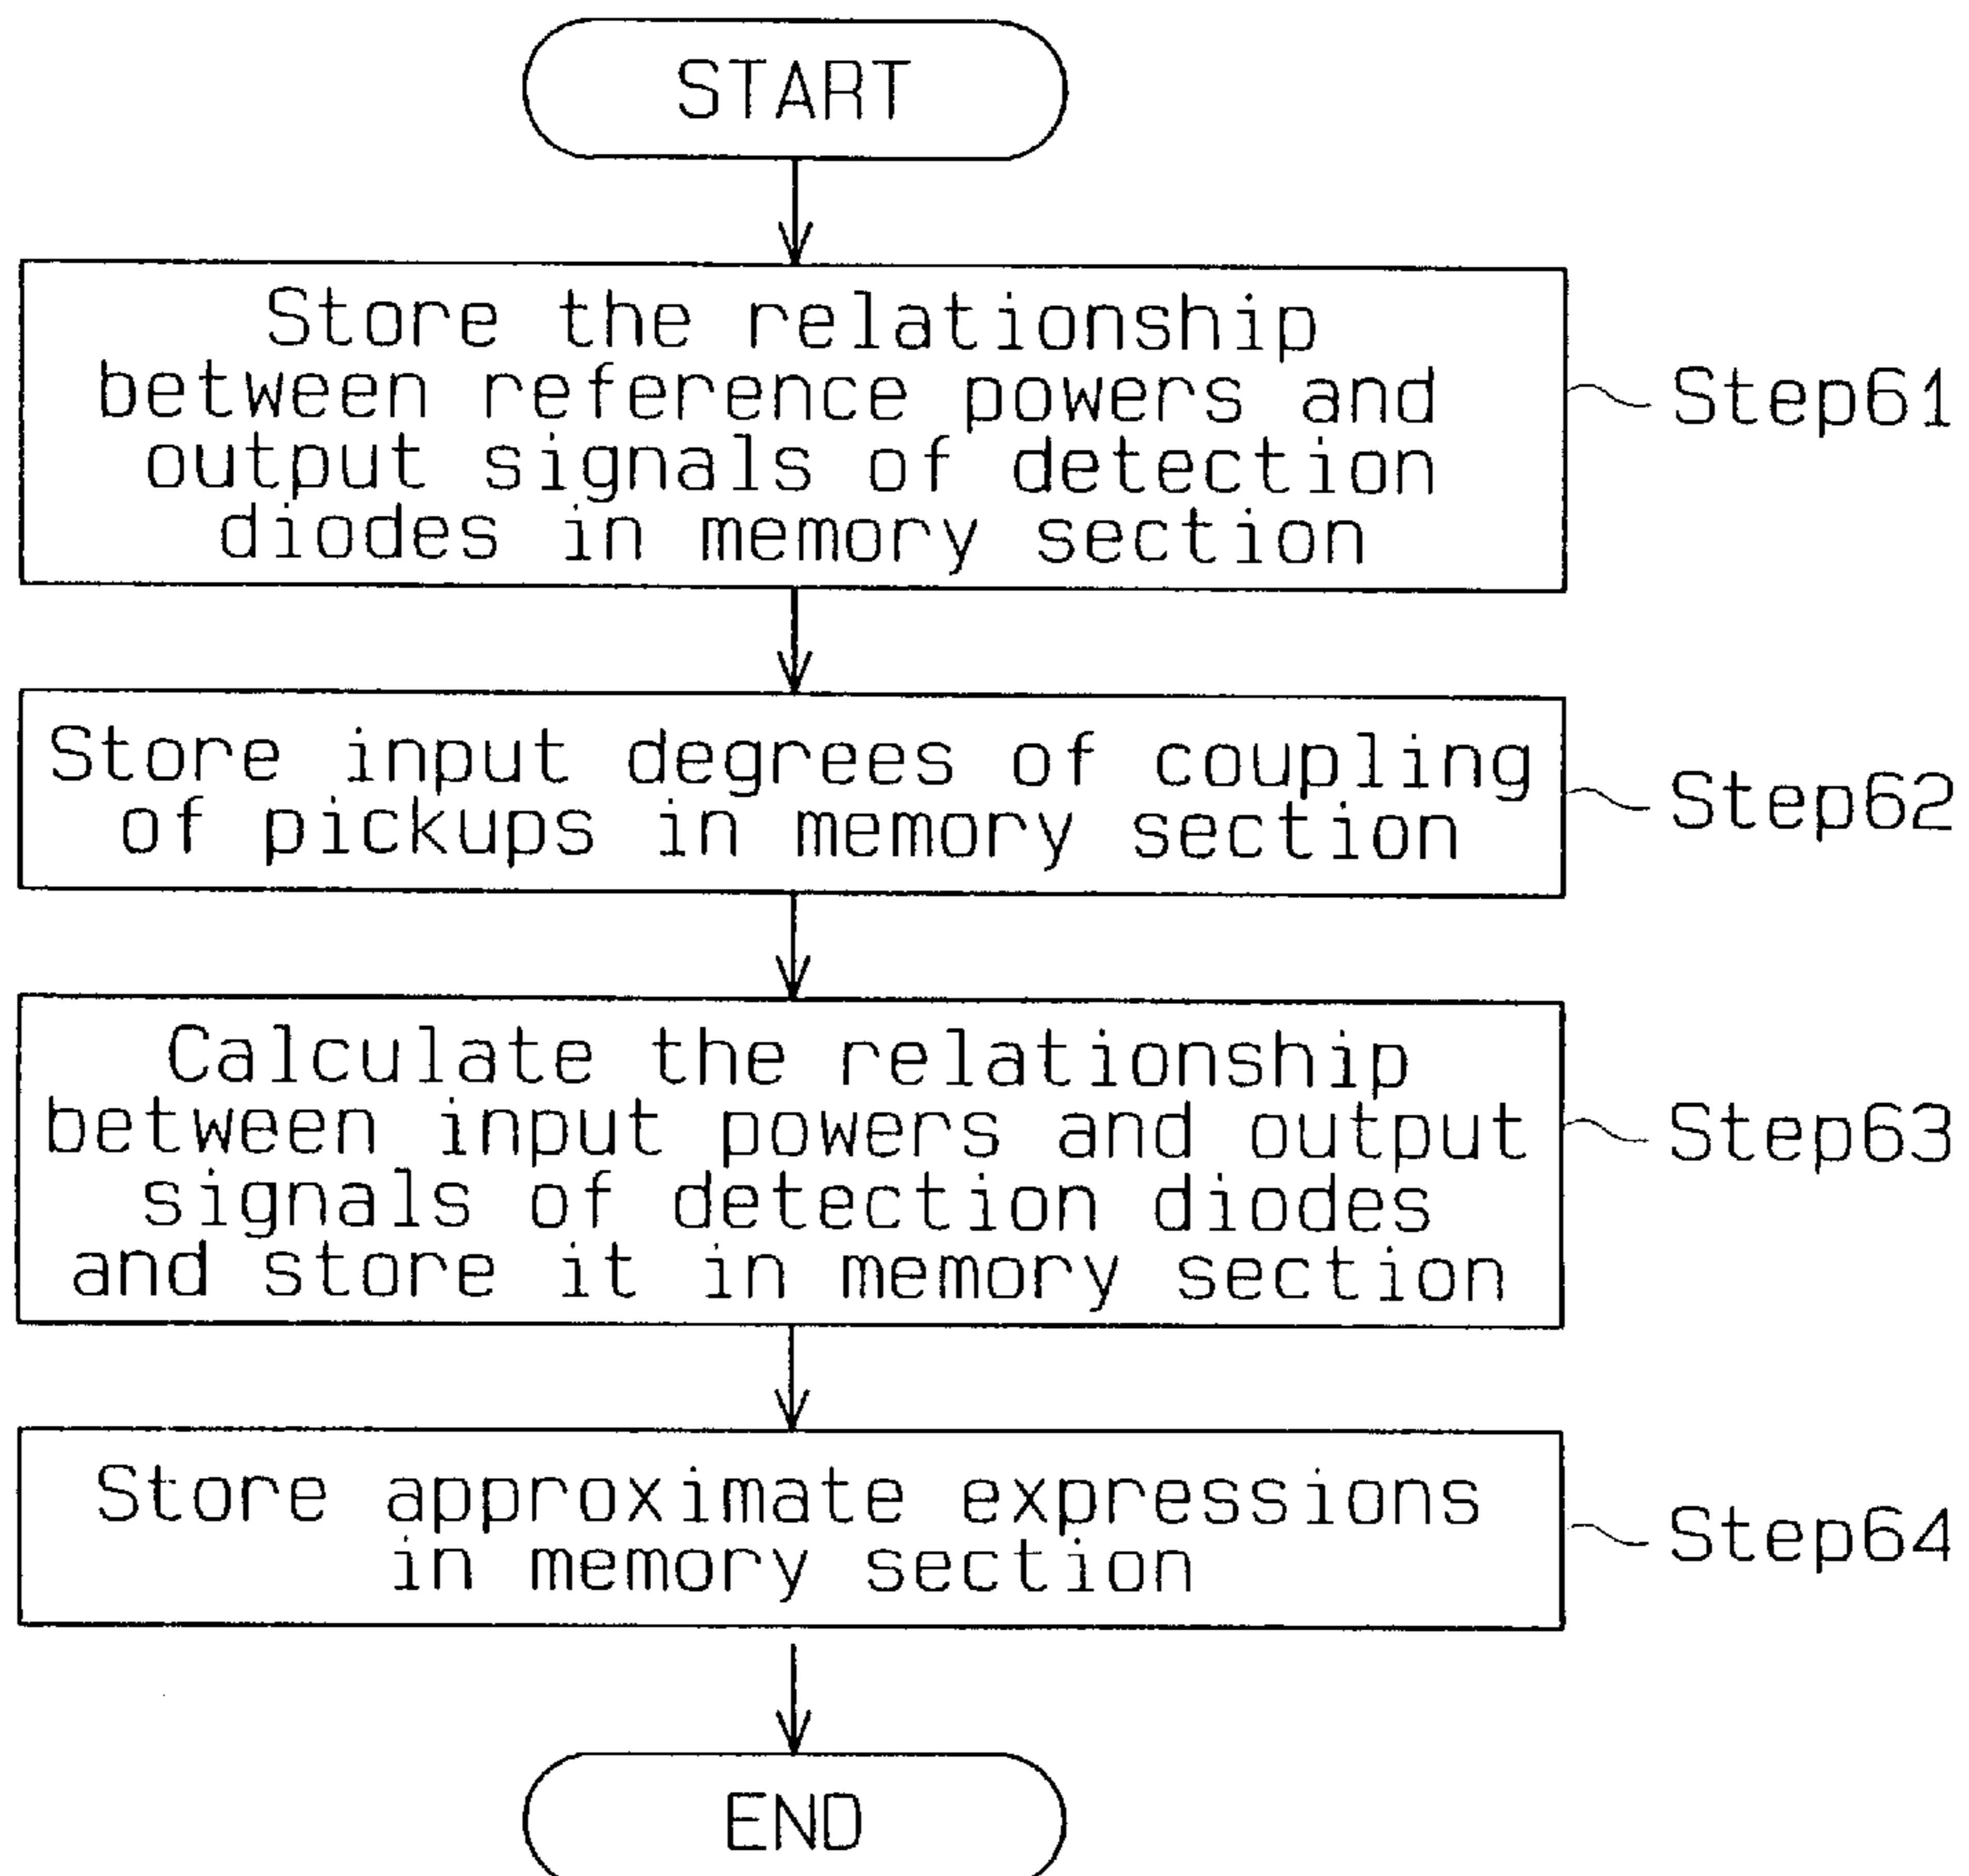 START
Store the relationship
between reference powers and
output signals of detection
diodes in memory section
Step61
Store input degrees of coupling
of pickups in memory section
Step62
Calculate the relationship
between input powers and output
signals of detection diodes
and store it in memory section
Step63
Store approximate expressions
in memory section
Step64
END